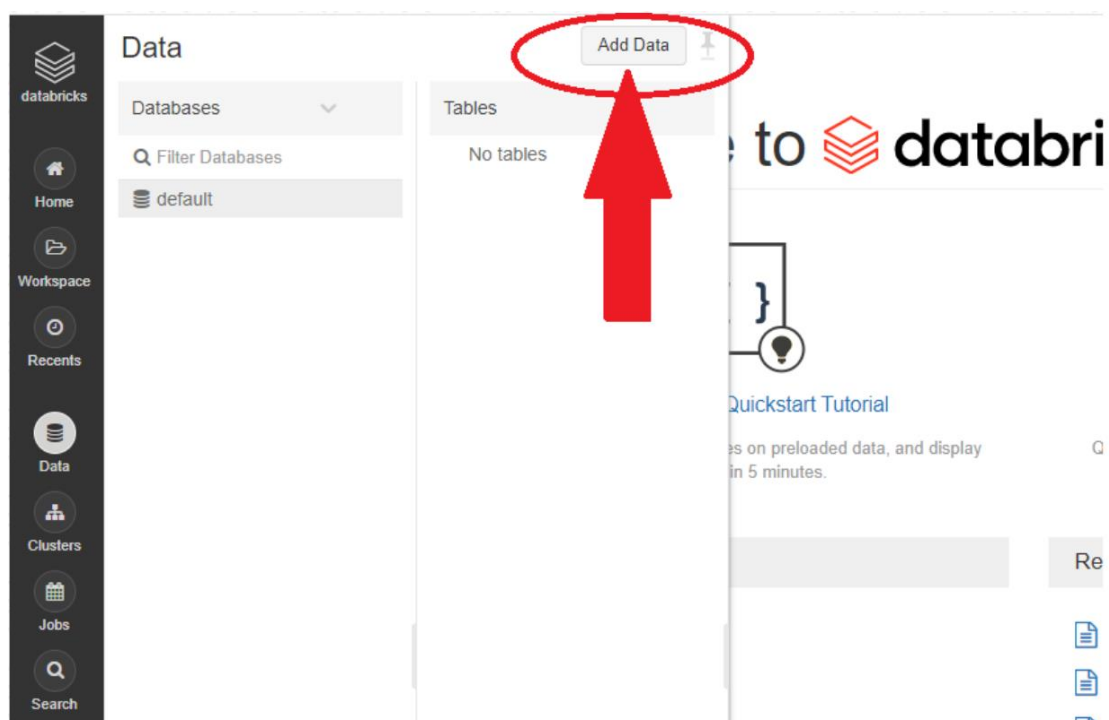 databricks
Home
Workspace
Recents
Data
Clusters
Jobs
Search
Data
Add Data
Databases
Tables
Filter Databases
No tables
default
to databri
}
Quickstart Tutorial
on preloaded data, and display
in 5 minutes.
Q
Re